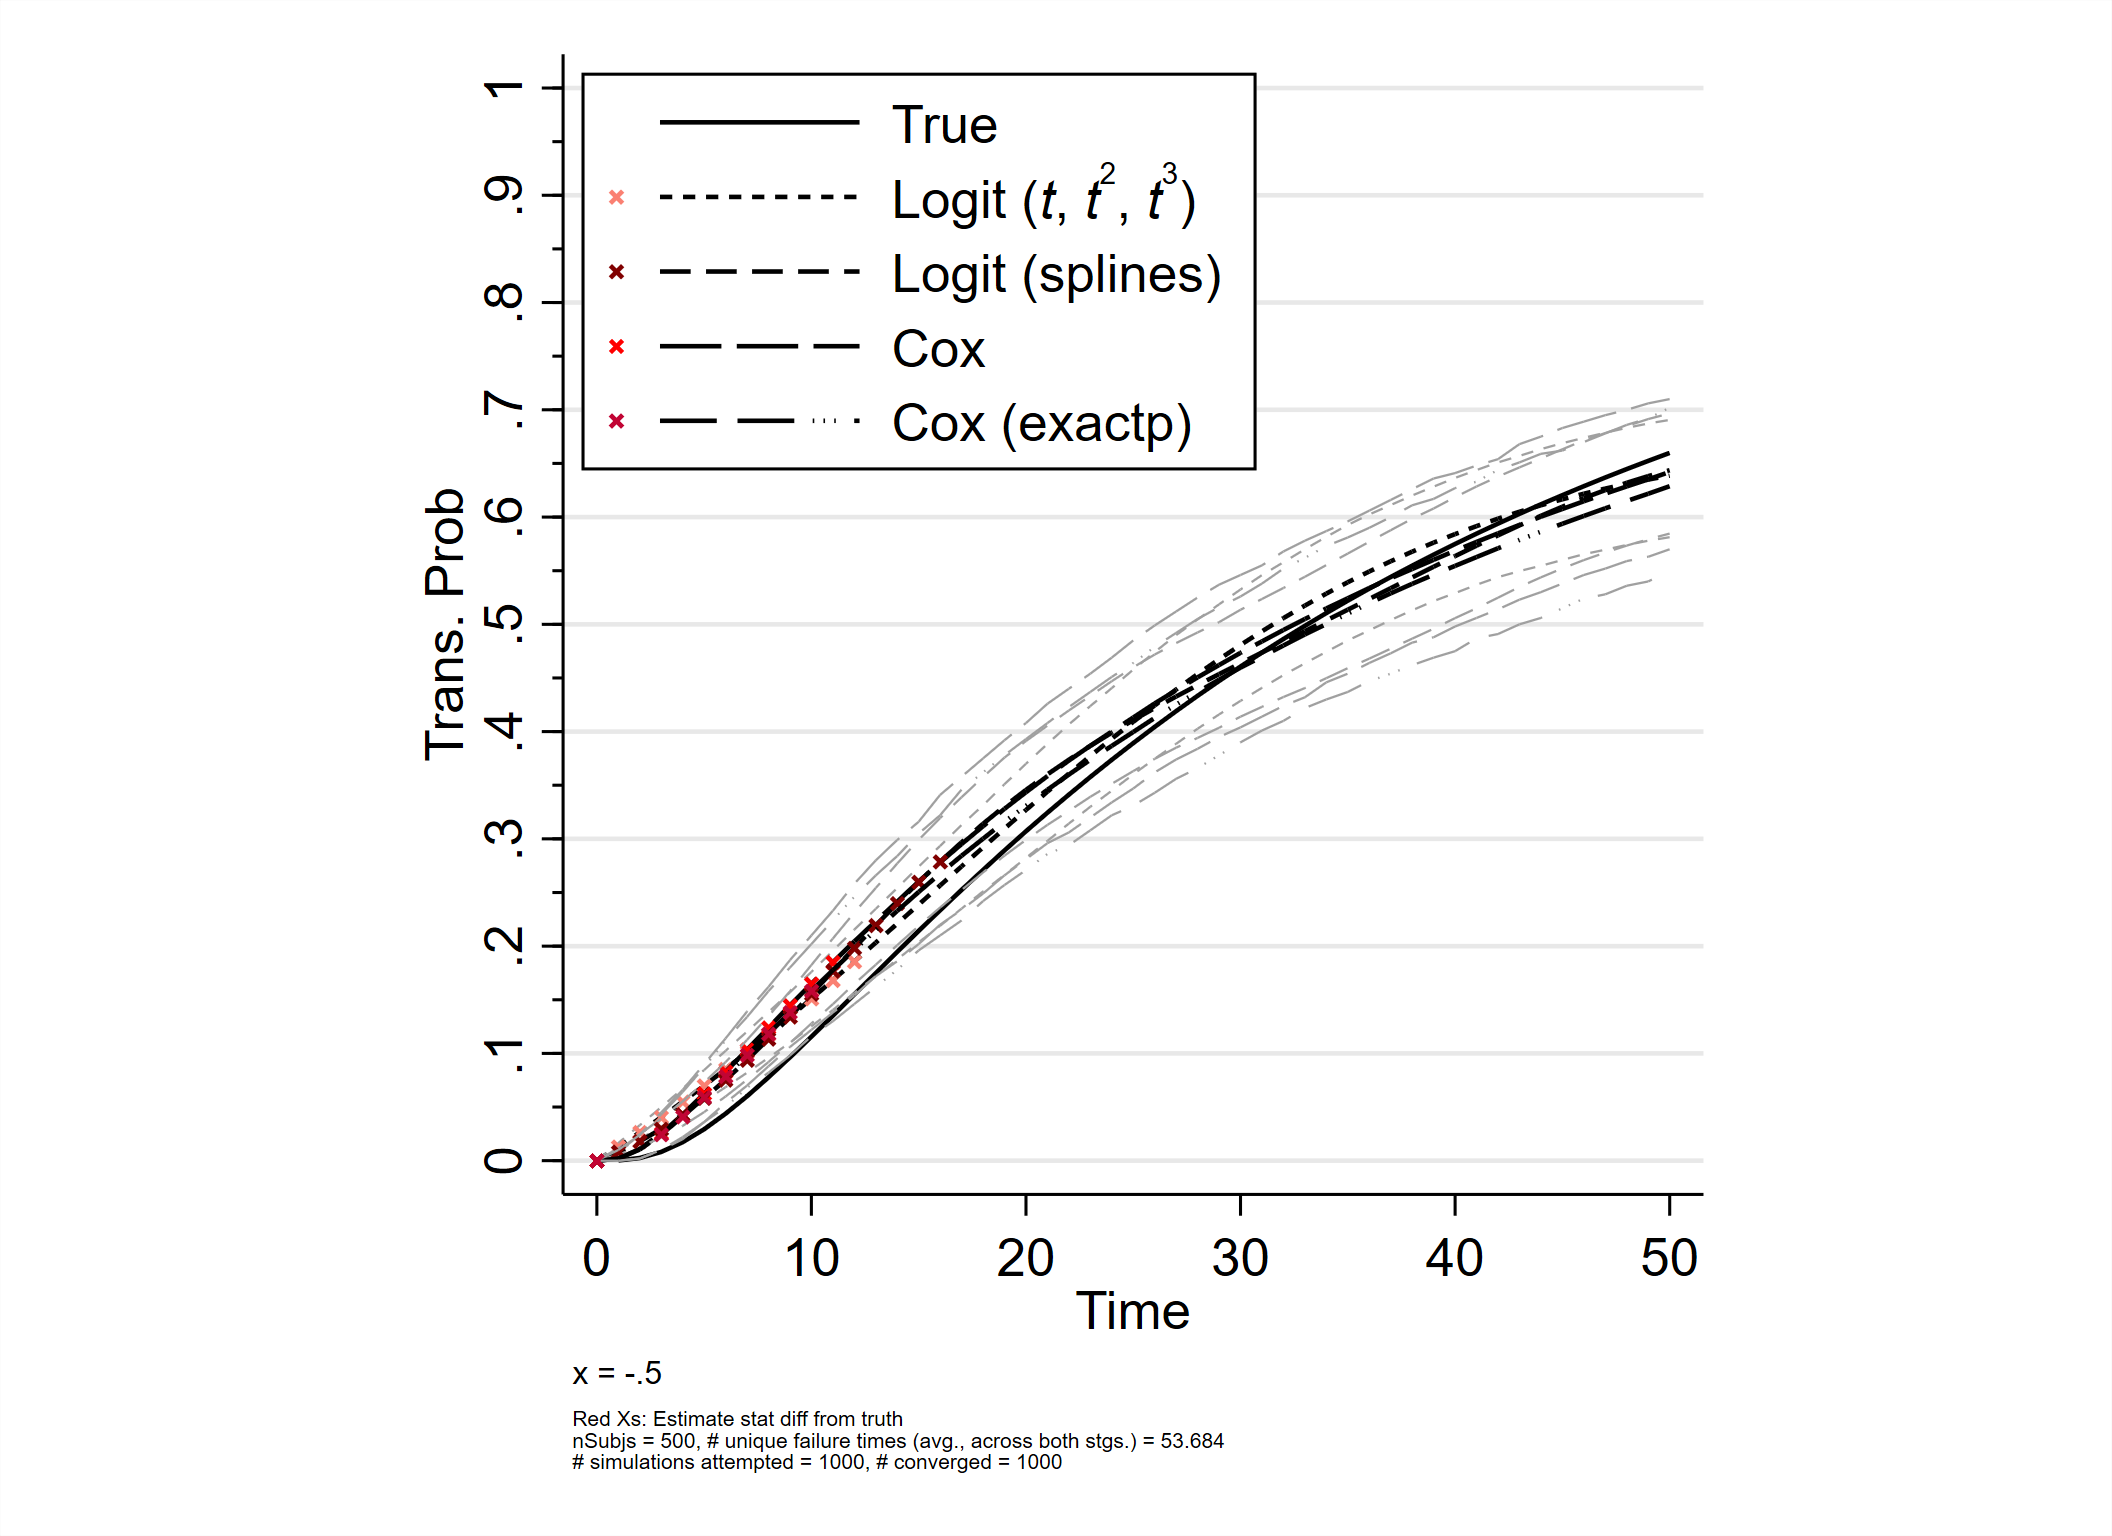 True
Logit (t, t², t³)
Logit (splines)
Cox
Cox (exactp)
Trans. Prob
1
.9
.8
.7
.6
.5
.4
.3
.2
.1
0
0 10 20 30 40 50
Time
x = -.5
Red Xs: Estimate stat diff from truth
nSubjs = 500, # unique failure times (avg., across both stgs.) = 53.684
# simulations attempted = 1000, # converged = 1000